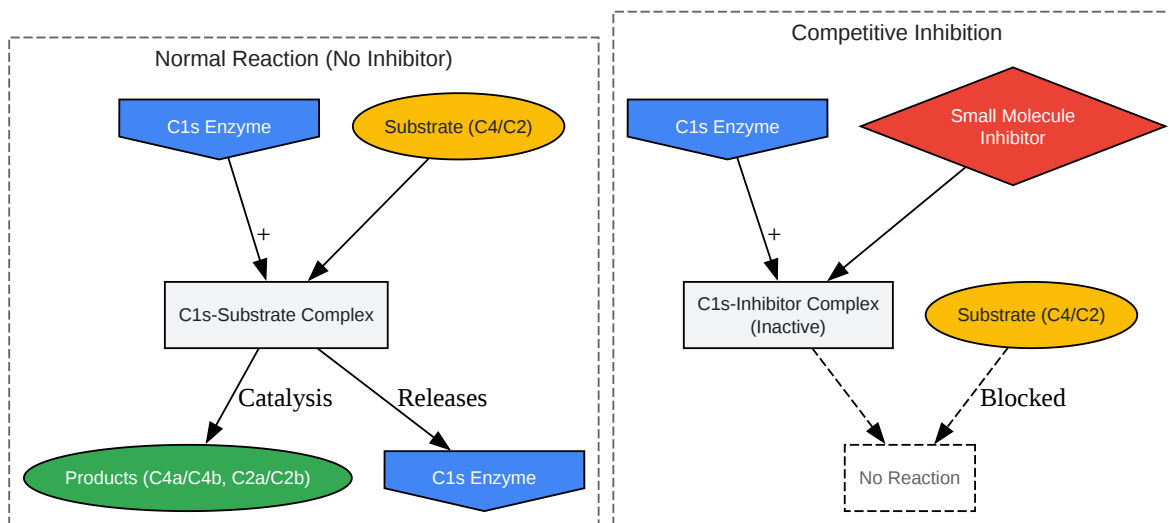 Normal Reaction (No Inhibitor)
C1s Enzyme
Substrate (C4/C2)
+
C1s-Substrate Complex
Catalysis
Releases
Products (C4a/C4b, C2a/C2b)
C1s Enzyme
Competitive Inhibition
C1s Enzyme
Small Molecule
Inhibitor
+
C1s-Inhibitor Complex
(Inactive)
Substrate (C4/C2)
Blocked
No Reaction